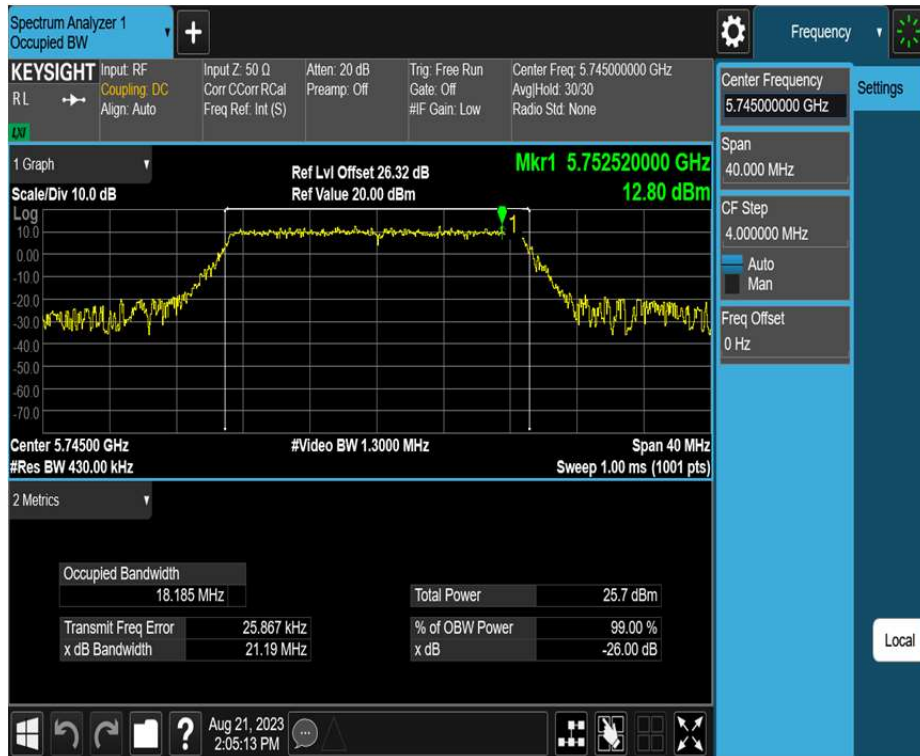 Spectrum Analyzer 1
Occupied BW
+
Frequency
KEYSIGHT
R L
LXI
Input: RF
Coupling: DC
Align: Auto
Input Z: 50 Ω
Corr CCorr RCal
Freq Ref: Int (S)
Atten: 20 dB
Preamp: Off
Trig: Free Run
Gate: Off
#IF Gain: Low
Center Freq: 5.745000000 GHz
Avg|Hold: 30/30
Radio Std: None
Center Frequency
5.745000000 GHz
Settings
Span
40.000 MHz
CF Step
4.000000 MHz
Auto
Man
Freq Offset
0 Hz
Local
1 Graph
Scale/Div 10.0 dB
Ref Lvl Offset 26.32 dB
Ref Value 20.00 dBm
Mkr1 5.752520000 GHz
12.80 dBm
Log
10.0
0.00
-10.0
-20.0
-30.0
-40.0
-50.0
-60.0
-70.0
1
Center 5.74500 GHz
#Video BW 1.3000 MHz
Span 40 MHz
#Res BW 430.00 kHz
Sweep 1.00 ms (1001 pts)
2 Metrics
Occupied Bandwidth
18.185 MHz
Total Power 25.7 dBm
Transmit Freq Error 25.867 kHz
% of OBW Power 99.00 %
x dB Bandwidth 21.19 MHz
x dB -26.00 dB
?
Aug 21, 2023
2:05:13 PM